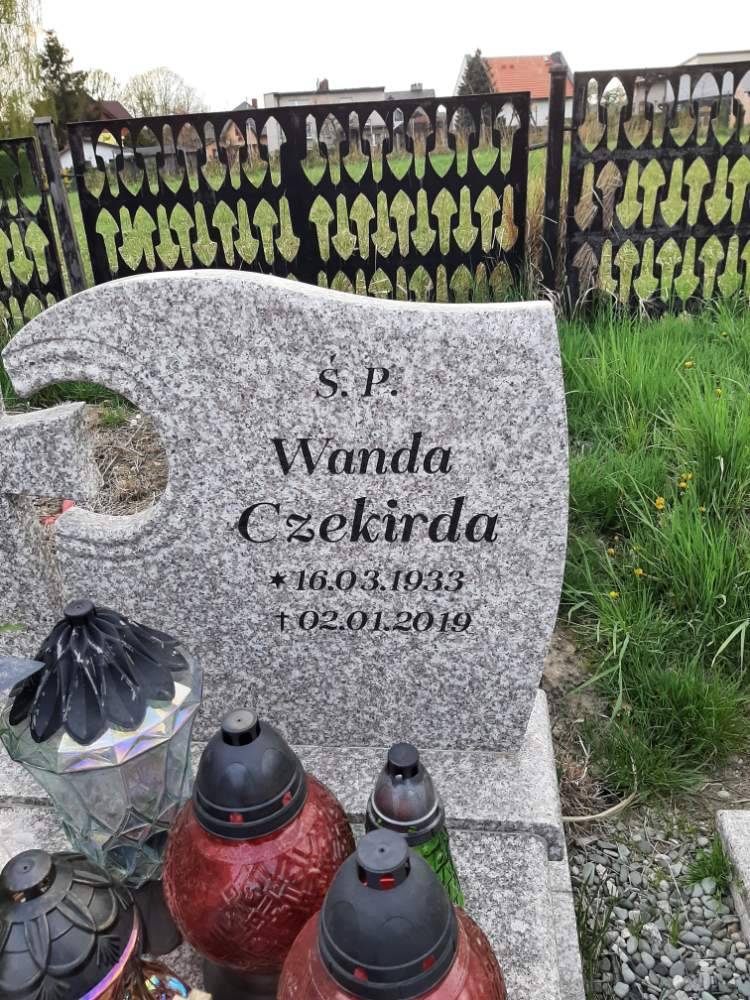 Ś. P.
Wanda
Czekirda
✶16.03.1933
†02.01.2019